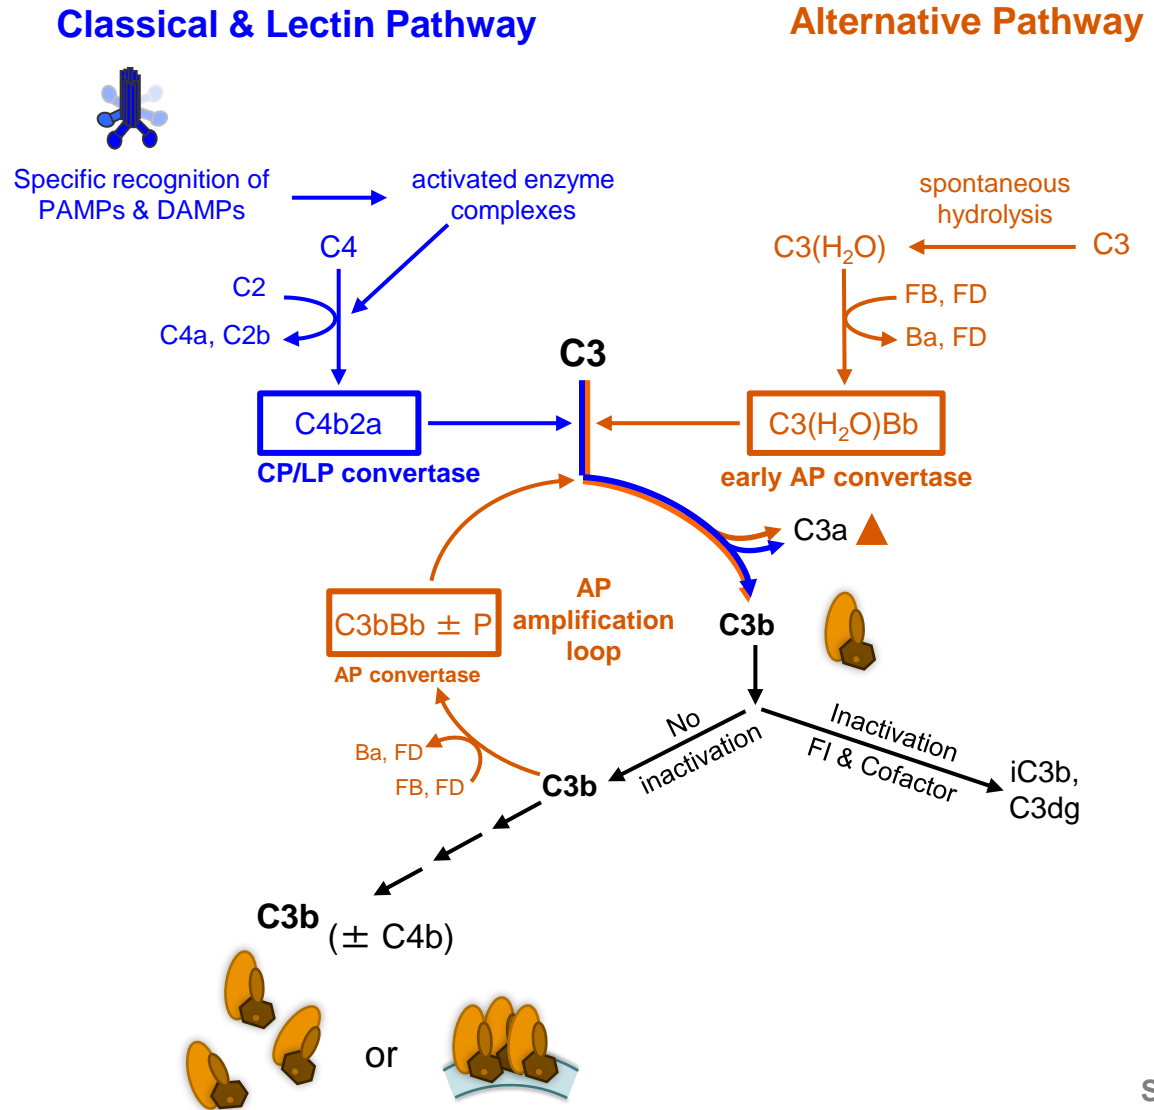 Classical & Lectin Pathway
Alternative Pathway
Specific recognition of
PAMPs & DAMPs
activated enzyme
complexes
spontaneous
hydrolysis
C4
C3(H₂O)
C3
C2
C4a, C2b
FB, FD
Ba, FD
C3
C4b2a
CP/LP convertase
C3(H₂O)Bb
early AP convertase
C3a
C3bBb ± P
AP convertase
AP
amplification
loop
C3b
No
inactivation
Inactivation
FI & Cofactor
Ba, FD
FB, FD
C3b
iC3b,
C3dg
C3b
(± C4b)
or
S